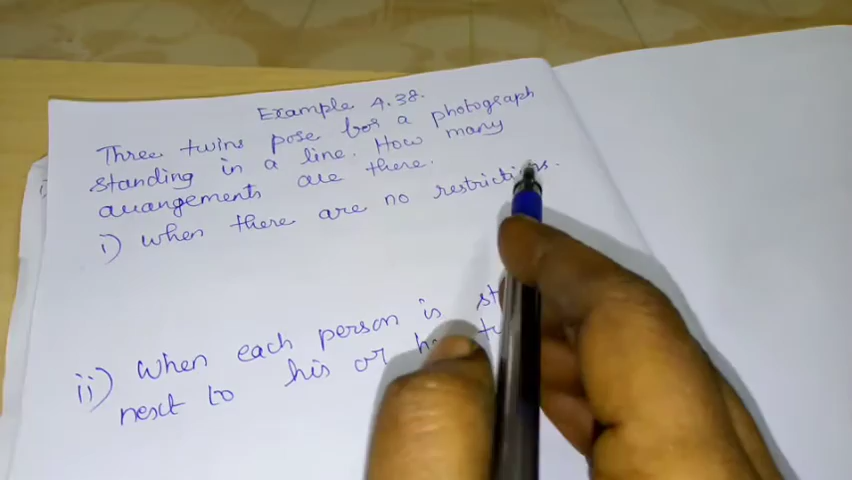 Example 4.38.
Three twins pose for a photograph
standing in a line. How many
arrangements are there.
i) when there are no restrictions.
ii) When each person is
next to his or